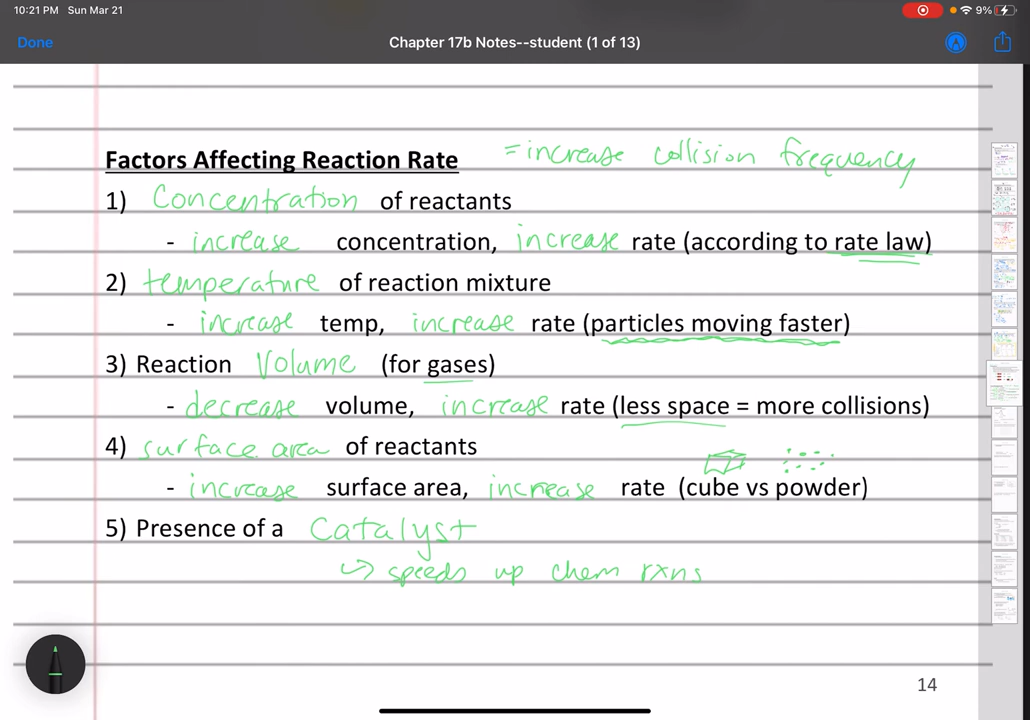 10:21 PM Sun Mar 21 9%
Done Chapter 17b Notes--student (1 of 13)
Factors Affecting Reaction Rate = increase collision frequency
1) Concentration of reactants
- increase concentration, increase rate (according to rate law)
2) temperature of reaction mixture
- increase temp, increase rate (particles moving faster)
3) Reaction Volume (for gases)
- decrease volume, increase rate (less space = more collisions)
4) surface area of reactants
- increase surface area, increase rate (cube vs powder)
5) Presence of a Catalyst
↳ speeds up chem rxns
14